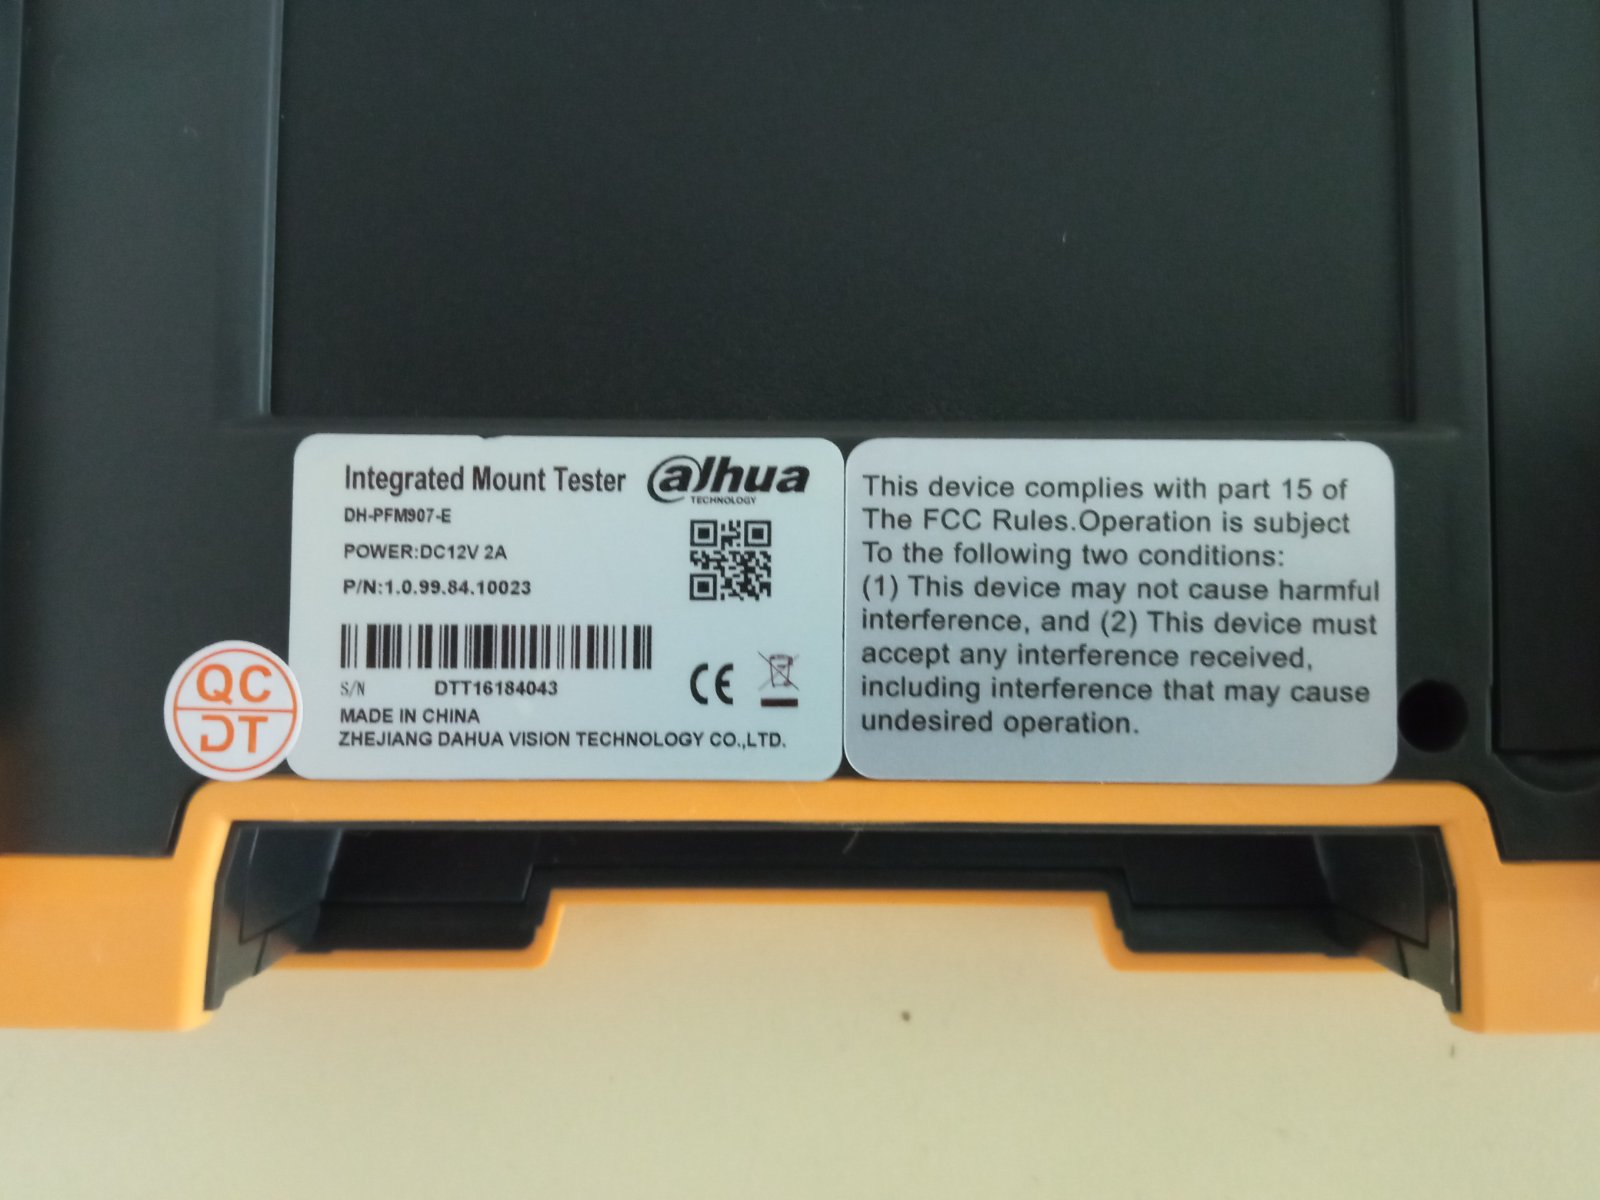 Integrated Mount Tester
alhua
TECHNOLOGY
DH-PFM907-E
POWER:DC12V 2A
P/N:1.0.99.84.10023
S/N DTT16184043
MADE IN CHINA
ZHEJIANG DAHUA VISION TECHNOLOGY CO.,LTD.
CE
QC
DT
This device complies with part 15 of
The FCC Rules.Operation is subject
To the following two conditions:
(1) This device may not cause harmful
interference, and (2) This device must
accept any interference received,
including interference that may cause
undesired operation.